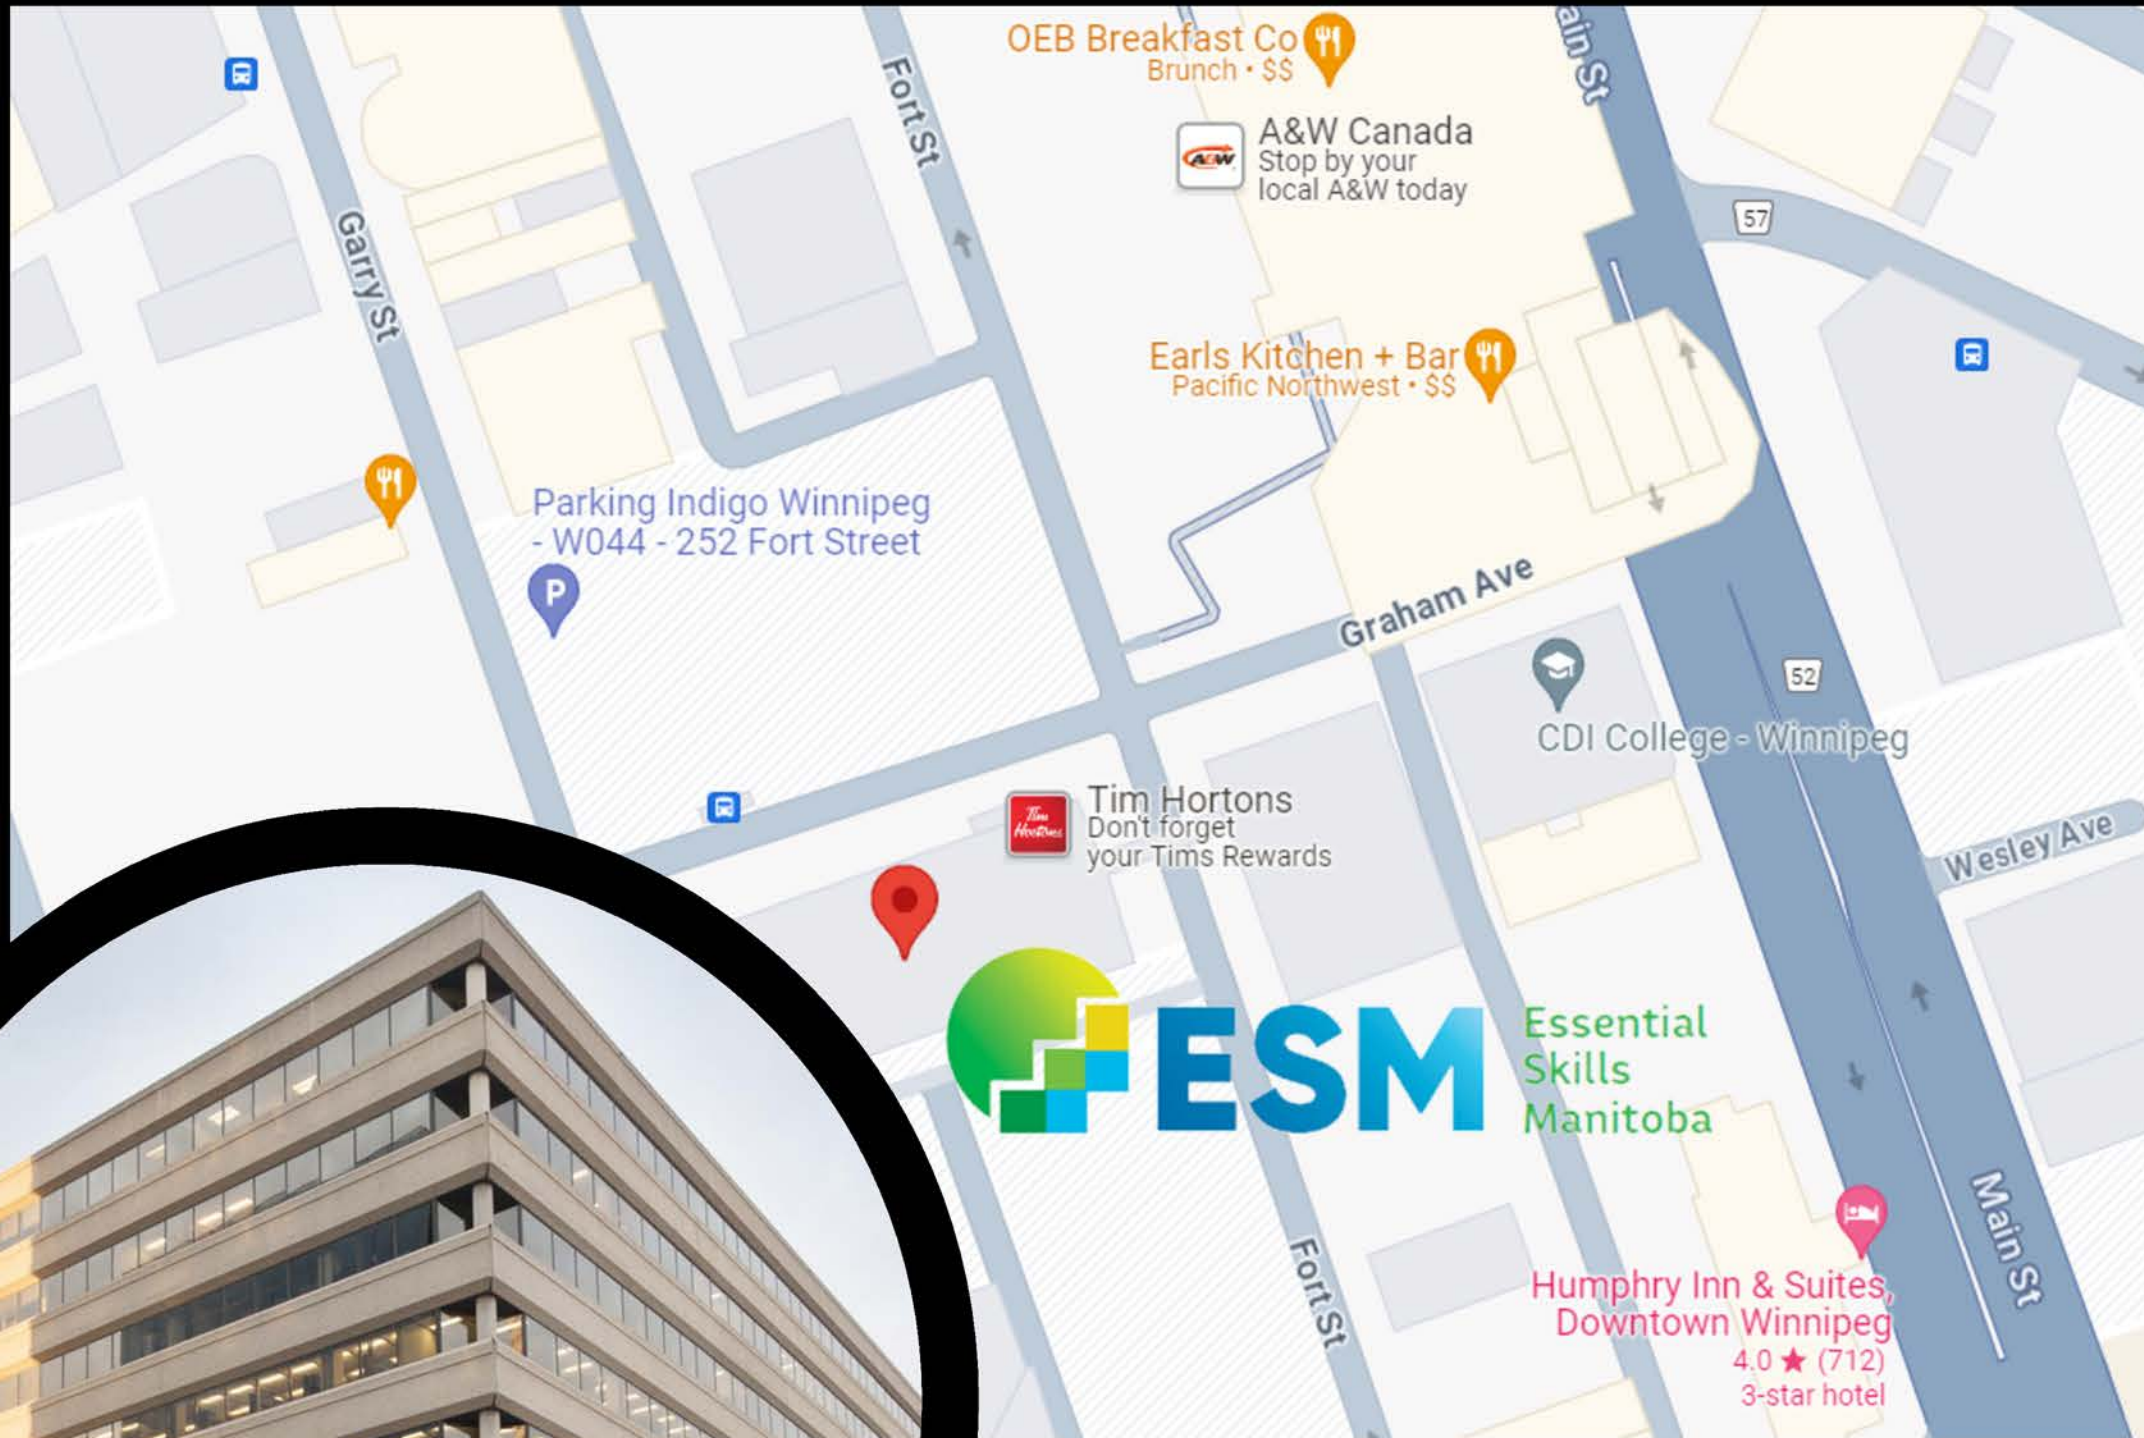 OEB Breakfast Co
Brunch • $$
ain St
Fort St
A&W Canada
Stop by your
local A&W today
A&W
57
Garry St
Earls Kitchen + Bar
Pacific Northwest • $$
Parking Indigo Winnipeg
- W044 - 252 Fort Street
P
Graham Ave
52
CDI College - Winnipeg
Tim Hortons
Don't forget
your Tims Rewards
Tim
Hortons
Wesley Ave
ESM
Essential
Skills
Manitoba
Main St
Fort St
Humphry Inn & Suites,
Downtown Winnipeg
4.0 ★ (712)
3-star hotel